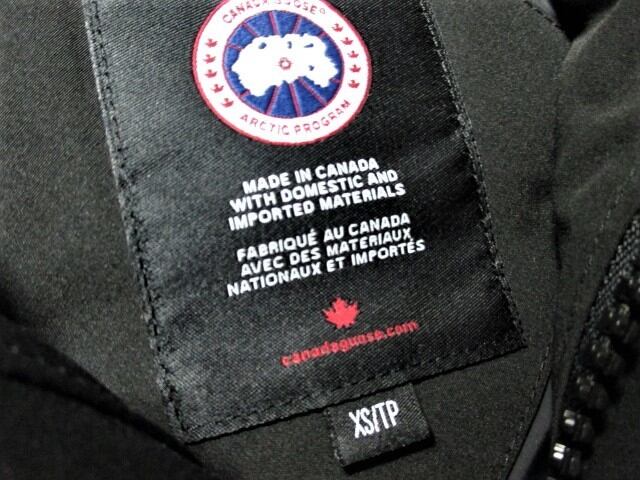 CANADA GOOSE®
ARCTIC PROGRAM
MADE IN CANADA
WITH DOMESTIC AND
IMPORTED MATERIALS
FABRIQUÉ AU CANADA
AVEC DES MATERIAUX
NATIONAUX ET IMPORTÉS
canadagoose.com
XS/TP